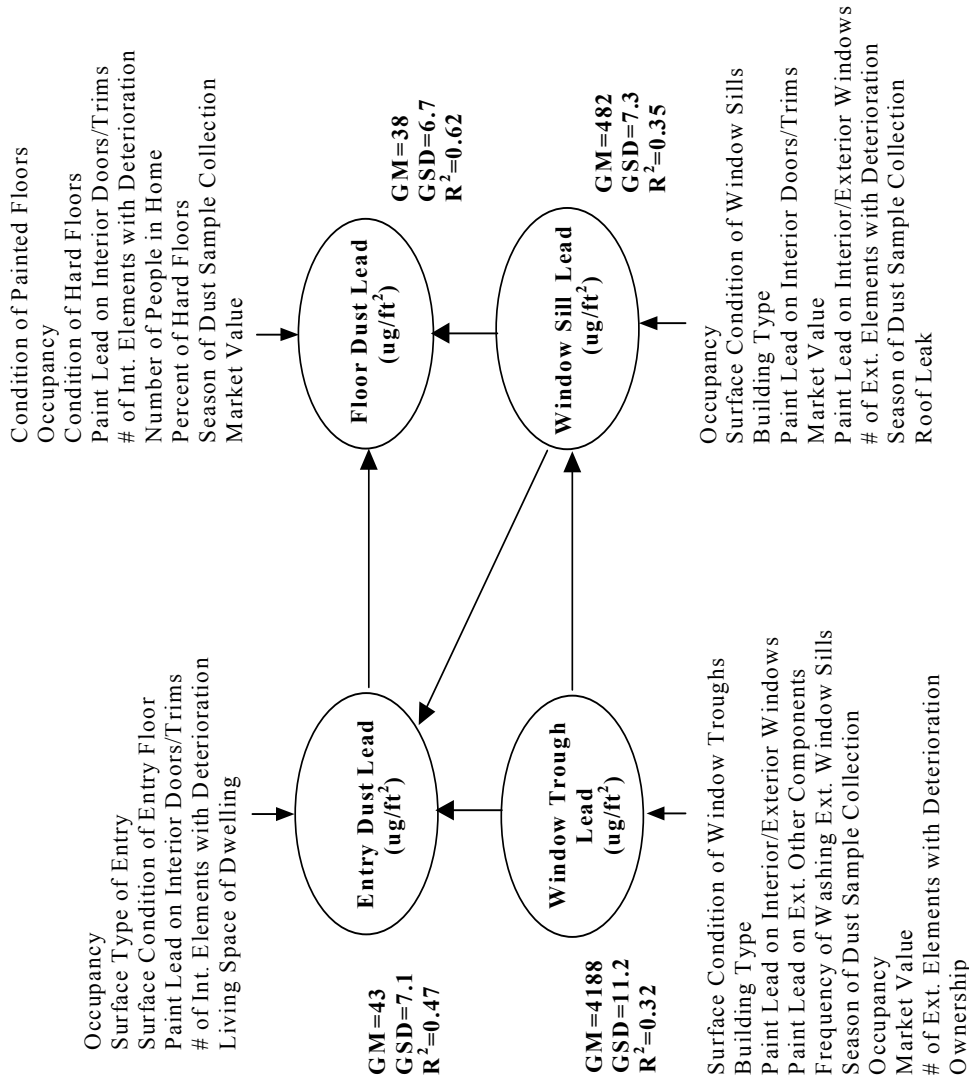 Occupancy
Surface Type of Entry
Surface Condition of Entry Floor
Paint Lead on Interior Doors/Trims
# of Int. Elements with Deterioration
Living Space of Dwelling
Condition of Painted Floors
Occupancy
Condition of Hard Floors
Paint Lead on Interior Doors/Trims
# of Int. Elements with Deterioration
Number of People in Home
Percent of Hard Floors
Season of Dust Sample Collection
Market Value
GM=43
GSD=7.1
R²=0.47
Entry Dust Lead
(ug/ft²)
Floor Dust Lead
(ug/ft²)
GM=38
GSD=6.7
R²=0.62
GM=4188
GSD=11.2
R²=0.32
Window Trough
Lead
(ug/ft²)
Window Sill Lead
(ug/ft²)
GM=482
GSD=7.3
R²=0.35
Surface Condition of Window Troughs
Building Type
Paint Lead on Interior/Exterior Windows
Paint Lead on Ext. Other Components
Frequency of Washing Ext. Window Sills
Season of Dust Sample Collection
Occupancy
Market Value
# of Ext. Elements with Deterioration
Ownership
Occupancy
Surface Condition of Window Sills
Building Type
Paint Lead on Interior Doors/Trims
Market Value
Paint Lead on Interior/Exterior Windows
# of Ext. Elements with Deterioration
Season of Dust Sample Collection
Roof Leak